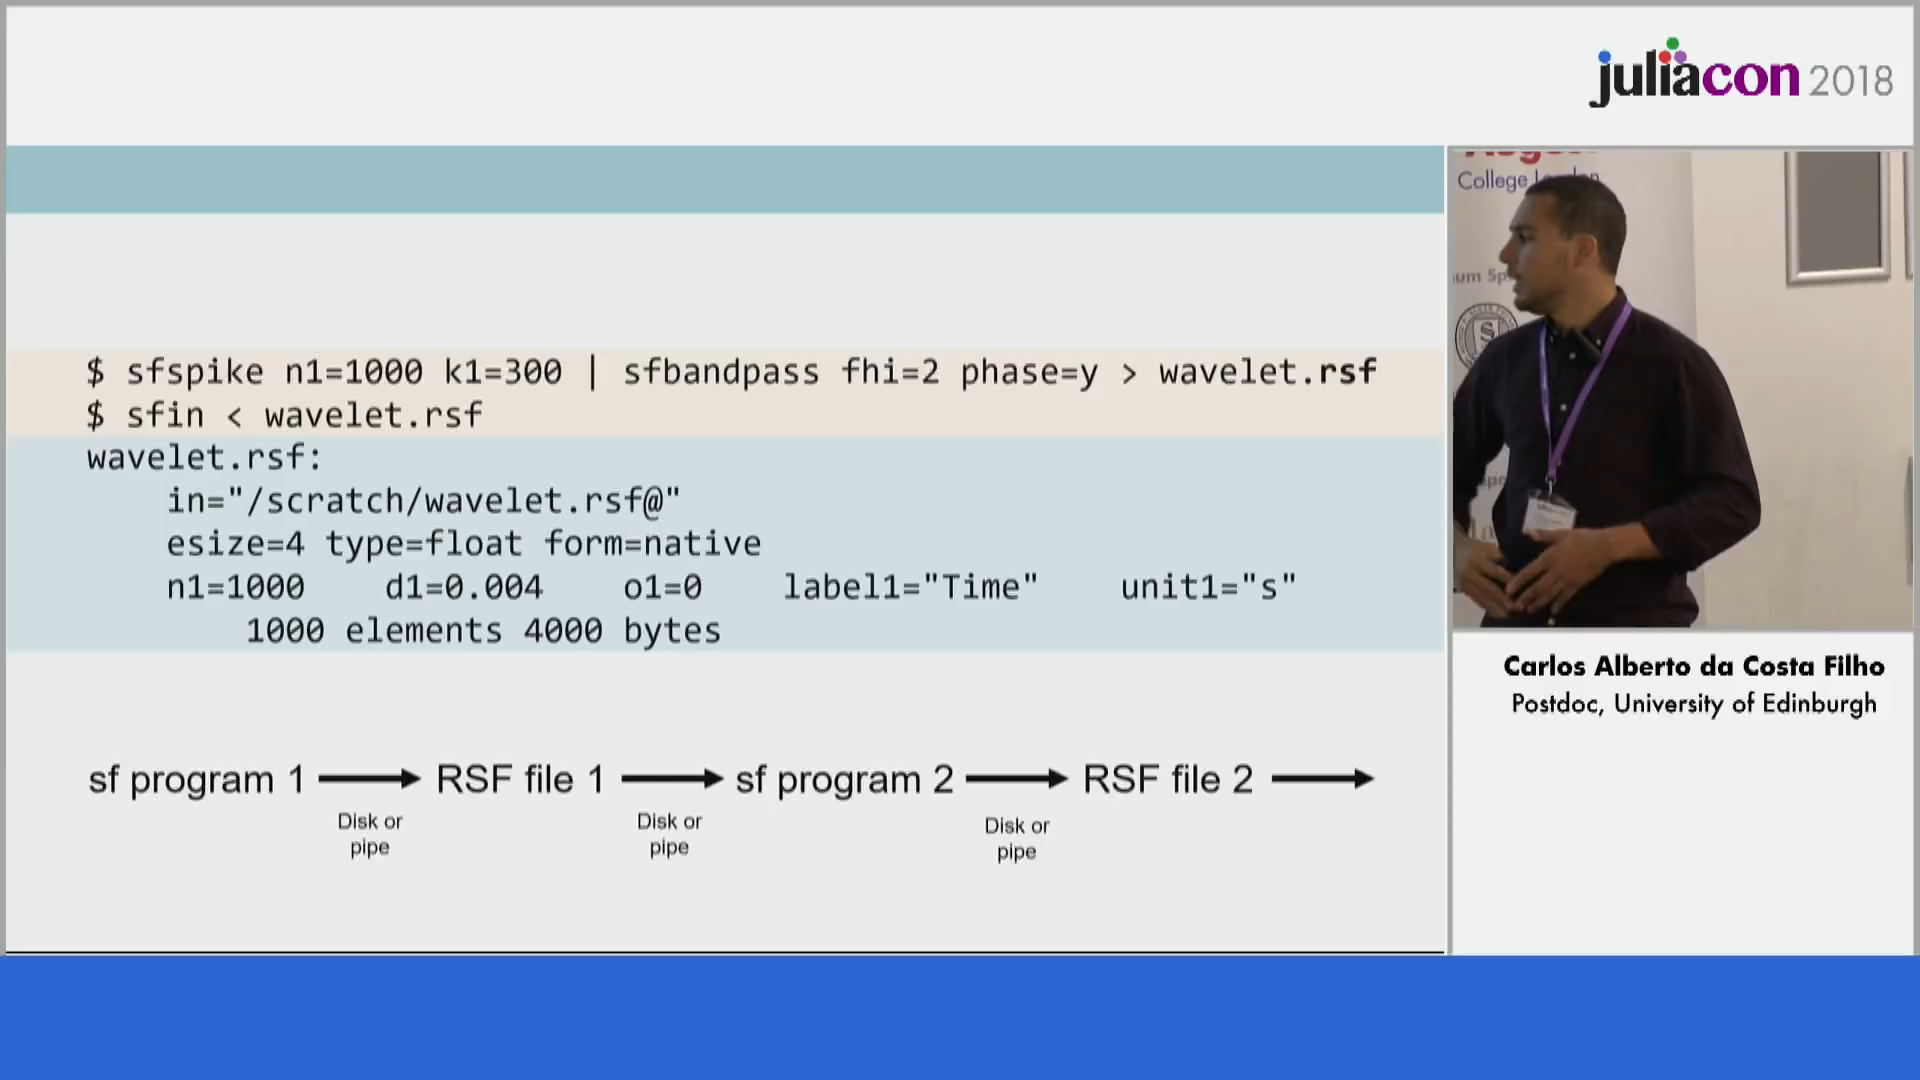 juliacon 2018
College London
$ sfspike n1=1000 k1=300 | sfbandpass fhi=2 phase=y > wavelet.rsf
$ sfin < wavelet.rsf
wavelet.rsf:
in="/scratch/wavelet.rsf@"
esize=4 type=float form=native
n1=1000 d1=0.004 o1=0 label1="Time" unit1="s"
1000 elements 4000 bytes
sf program 1 RSF file 1 sf program 2 RSF file 2
Disk or
pipe
Disk or
pipe
Disk or
pipe
Carlos Alberto da Costa Filho
Postdoc, University of Edinburgh